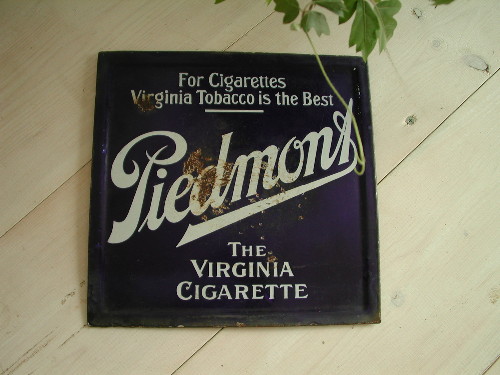 For Cigarettes
Virginia Tobacco is the Best
Piedmont
THE
VIRGINIA
CIGARETTE